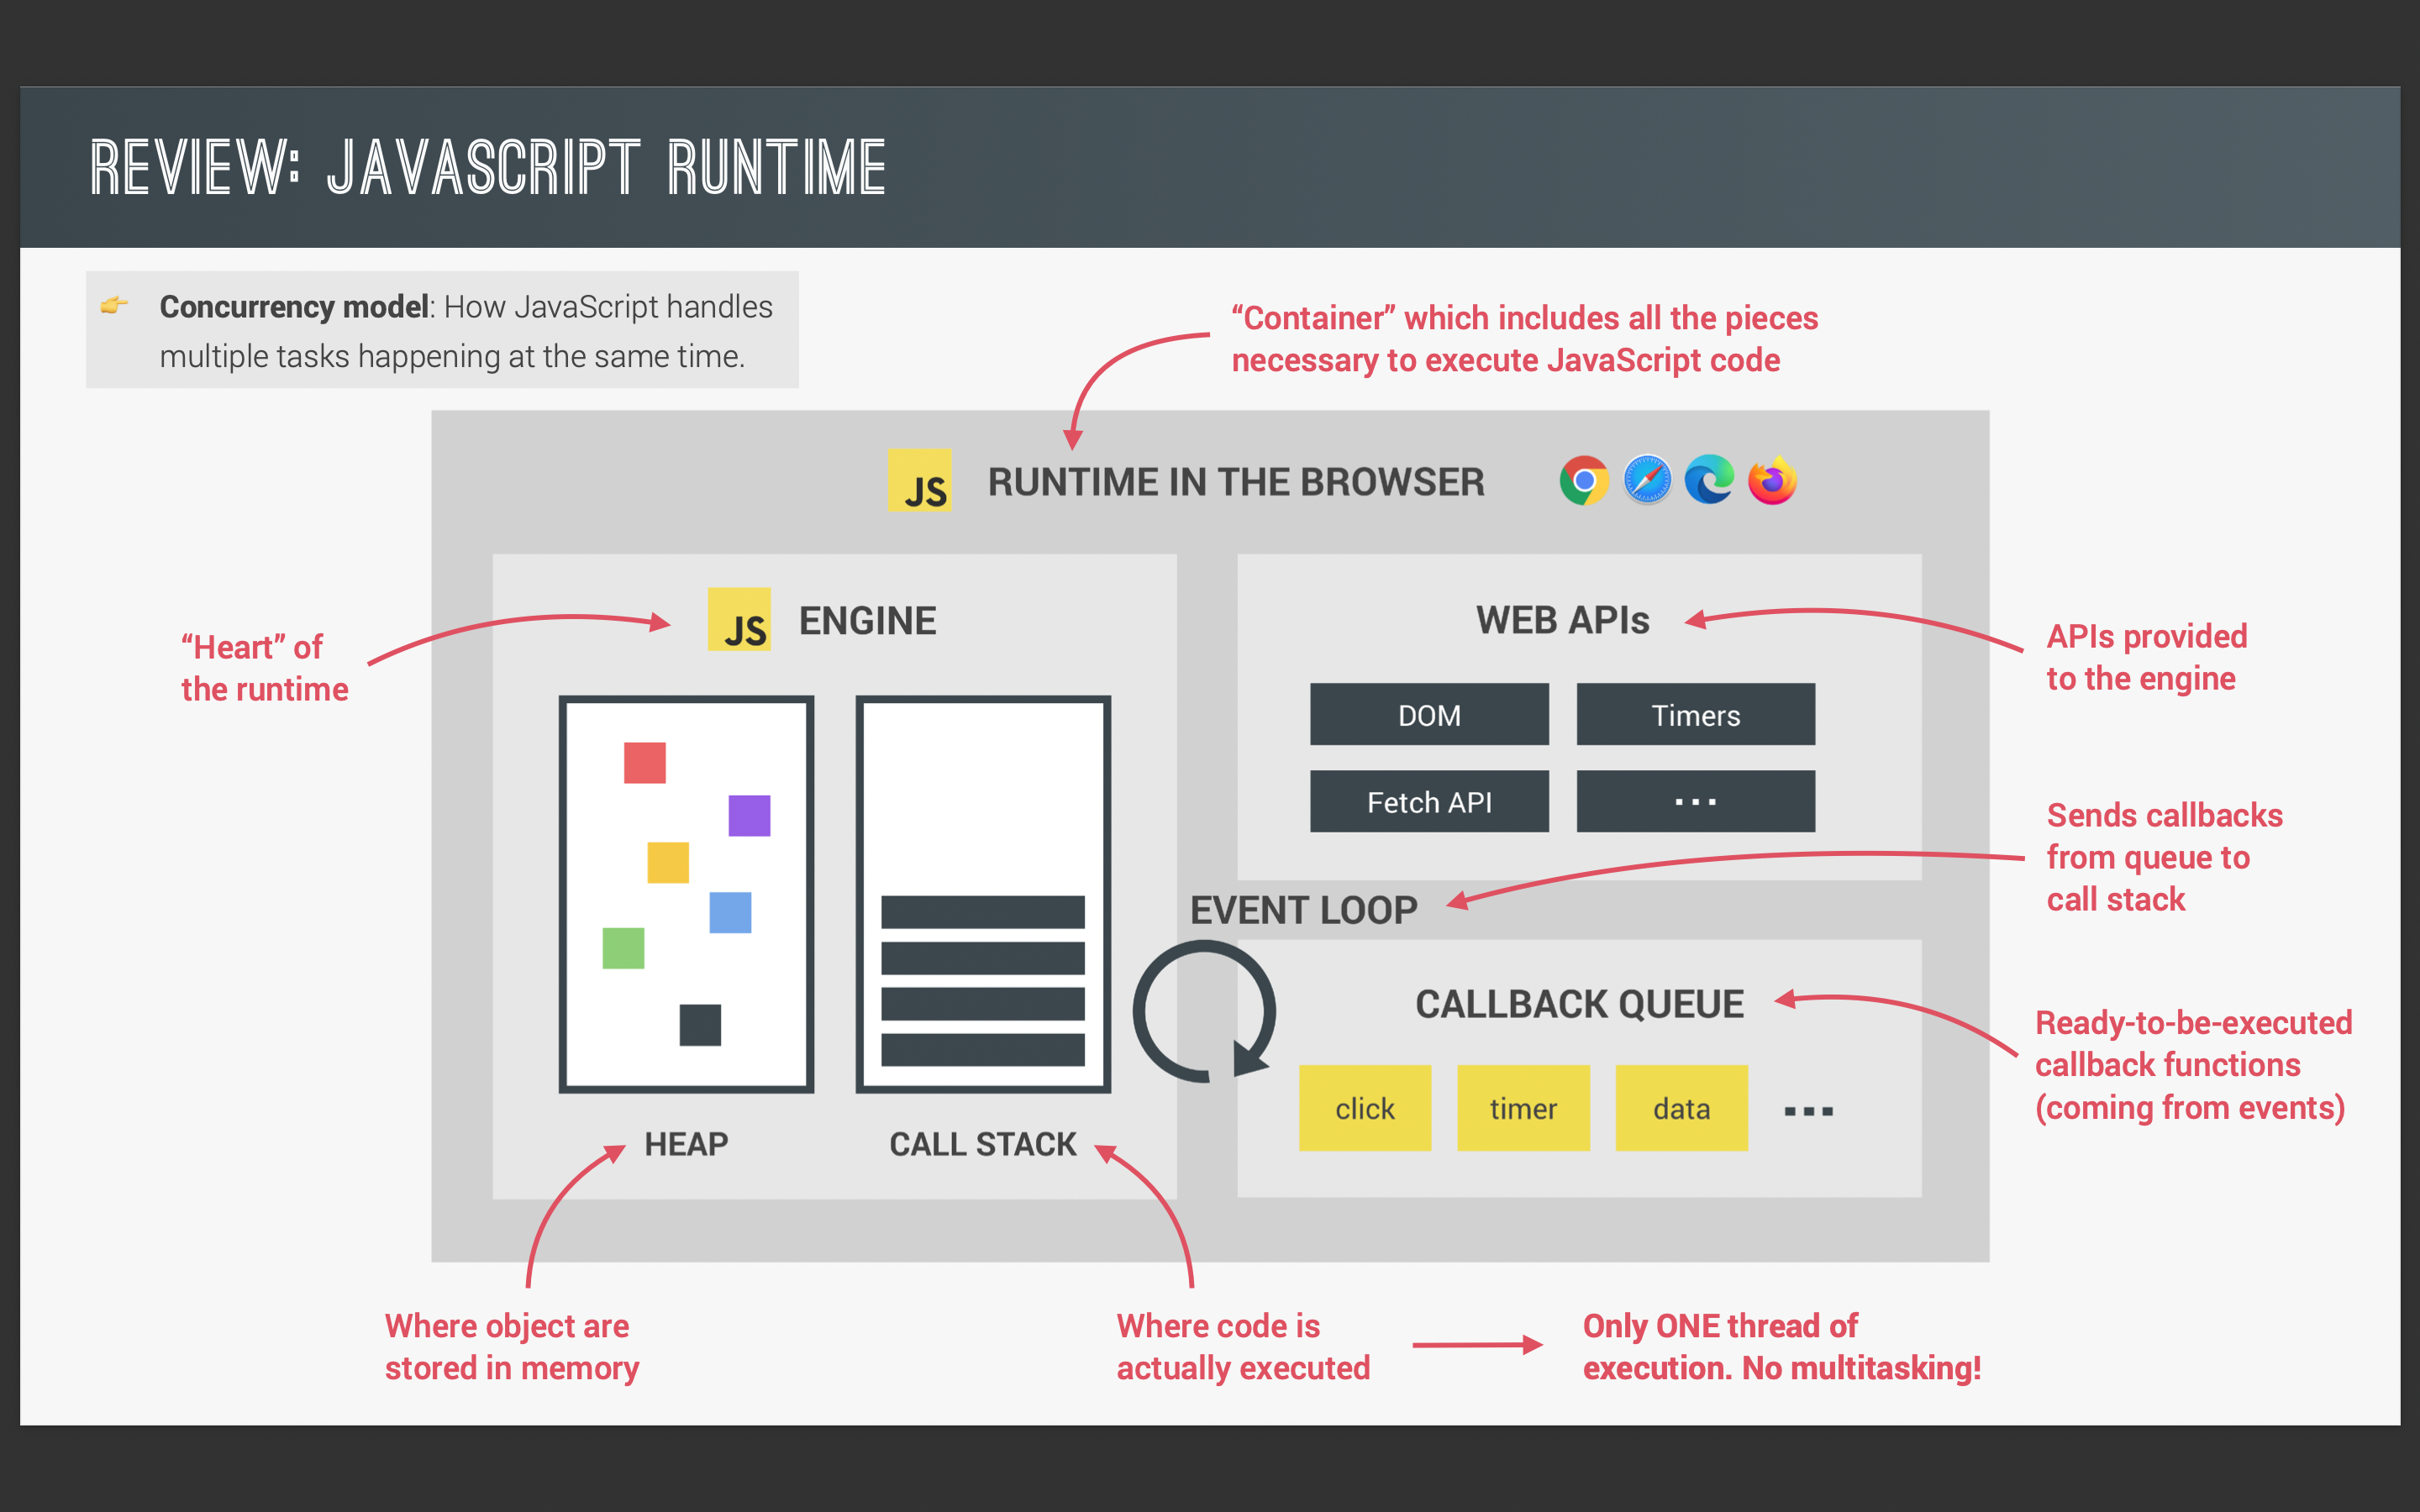 REVIEW: JAVASCRIPT RUNTIME
Concurrency model: How JavaScript handles
multiple tasks happening at the same time.
“Container” which includes all the pieces
necessary to execute JavaScript code
JS RUNTIME IN THE BROWSER
“Heart” of
the runtime
JS ENGINE
HEAP
CALL STACK
WEB APIs
DOM
Timers
Fetch API
...
APIs provided
to the engine
EVENT LOOP
Sends callbacks
from queue to
call stack
CALLBACK QUEUE
click
timer
data
...
Ready-to-be-executed
callback functions
(coming from events)
Where object are
stored in memory
Where code is
actually executed
Only ONE thread of
execution. No multitasking!